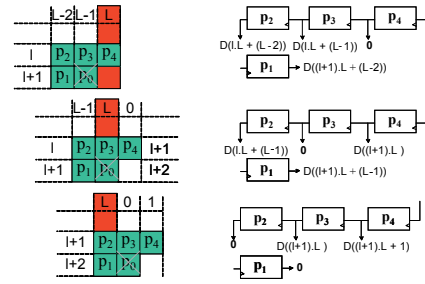 L-2 L-1 L
l p₂ p₃ p₄
l+1 p₁ p₀
p₂ p₃ p₄
D(l.L + (L-2)) D(l.L + (L-1)) 0
p₁ D((l+1).L + (L-2))
L-1 L 0
l p₂ p₃ p₄ l+1
l+1 p₁ p₀ l+2
p₂ p₃ p₄
D(l.L + (L-1)) 0 D((l+1).L )
p₁ D((l+1).L + (L-1))
L 0 1
l+1 p₂ p₃ p₄
l+2 p₁ p₀
p₂ p₃ p₄
0 D((l+1).L ) D((l+1).L + 1)
p₁ 0